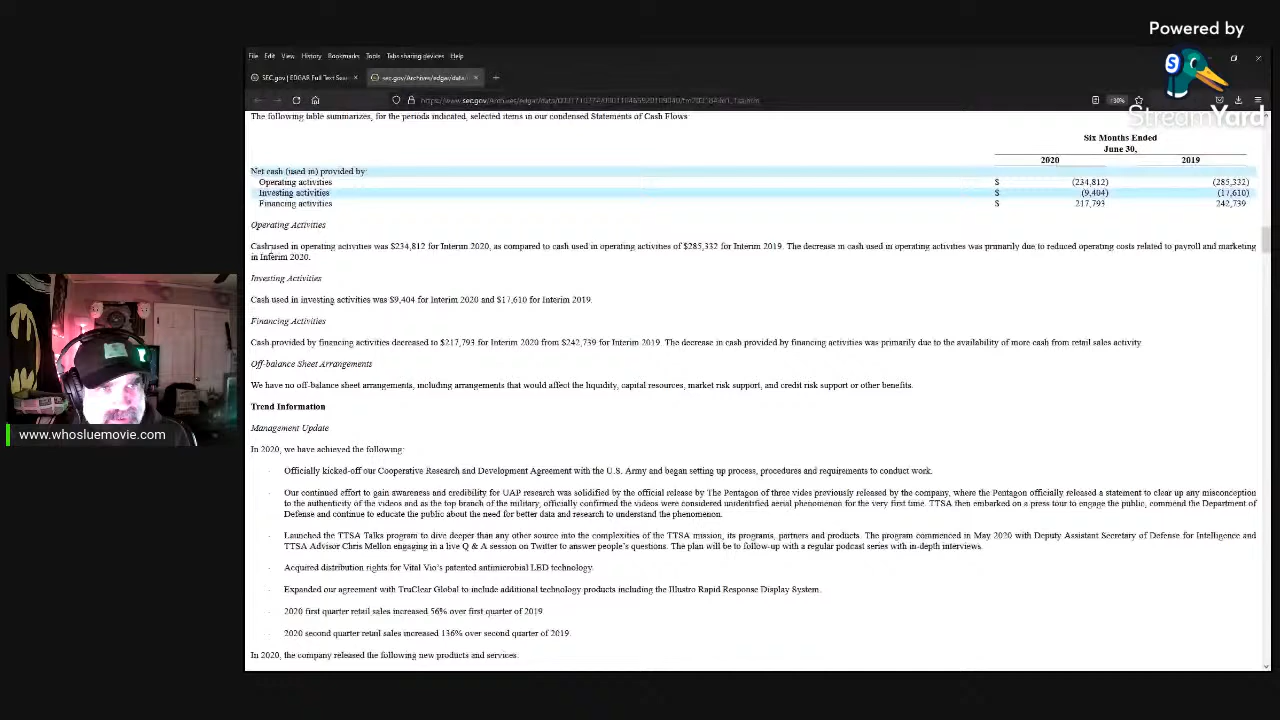 Powered by
StreamYard
File Edit View History Bookmarks Tools Tabs sharing devices Help
SEC.gov | EDGAR Full Text Sear
sec.gov/Archives/edgar/data/
The following table summarizes, for the periods indicated, selected items in our condensed Statements of Cash Flows
Six Months Ended
June 30,
2020 2019
Net cash (used in) provided by:
Operating activities $ (234,812) (285,332)
Investing activities $ (9,404) (17,610)
Financing activities $ 217,793 242,739
Operating Activities
Cash used in operating activities was $234,812 for Interim 2020, as compared to cash used in operating activities of $285,332 for Interim 2019. The decrease in cash used in operating activities was primarily due to reduced operating costs related to payroll and marketing
in Interim 2020.
Investing Activities
Cash used in investing activities was $9,404 for Interim 2020 and $17,610 for Interim 2019.
Financing Activities
Cash provided by financing activities decreased to $217,793 for Interim 2020 from $242,739 for Interim 2019. The decrease in cash provided by financing activities was primarily due to the availability of more cash from retail sales activity
Off-balance Sheet Arrangements
We have no off-balance sheet arrangements, including arrangements that would affect the liquidity, capital resources, market risk support, and credit risk support or other benefits.
Trend Information
Management Update
In 2020, we have achieved the following:
· Officially kicked-off our Cooperative Research and Development Agreement with the U.S. Army and began setting up process, procedures and requirements to conduct work.
· Our continued effort to gain awareness and credibility for UAP research was solidified by the official release by The Pentagon of three vides previously released by the company, where the Pentagon officially released a statement to clear up any misconception
to the authenticity of the videos and as the top branch of the military, officially confirmed the videos were considered unidentified aerial phenomenon for the very first time. TTSA then embarked on a press tour to engage the public, commend the Department of
Defense and continue to educate the public about the need for better data and research to understand the phenomenon.
· Launched the TTSA Talks program to dive deeper than any other source into the complexities of the TTSA mission, its programs, partners and products. The program commenced in May 2020 with Deputy Assistant Secretary of Defense for Intelligence and
TTSA Advisor Chris Mellon engaging in a live Q & A session on Twitter to answer people's questions. The plan will be to follow-up with a regular podcast series with in-depth interviews.
· Acquired distribution rights for Vital Vio's patented antimicrobial LED technology.
· Expanded our agreement with TruClear Global to include additional technology products including the Illustro Rapid Response Display System.
· 2020 first quarter retail sales increased 56% over first quarter of 2019
· 2020 second quarter retail sales increased 136% over second quarter of 2019.
In 2020, the company released the following new products and services.
www.whosluemovie.com